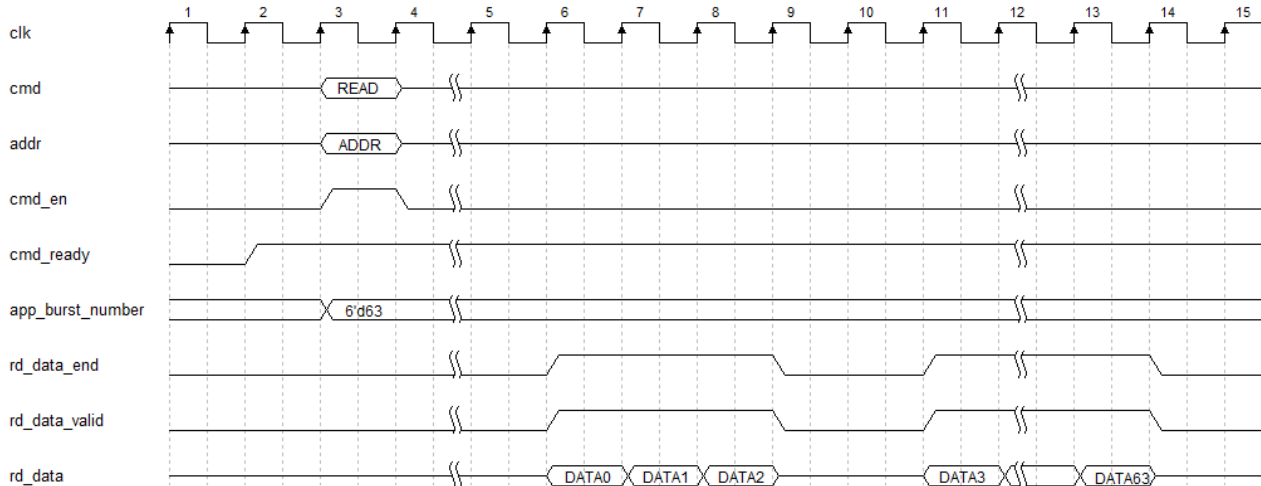 1 2 3 4 5 6 7 8 9 10 11 12 13 14 15
clk
cmd READ
addr ADDR
cmd_en
cmd_ready
app_burst_number 6'd63
rd_data_end
rd_data_valid
rd_data DATA0 DATA1 DATA2 DATA3 DATA63